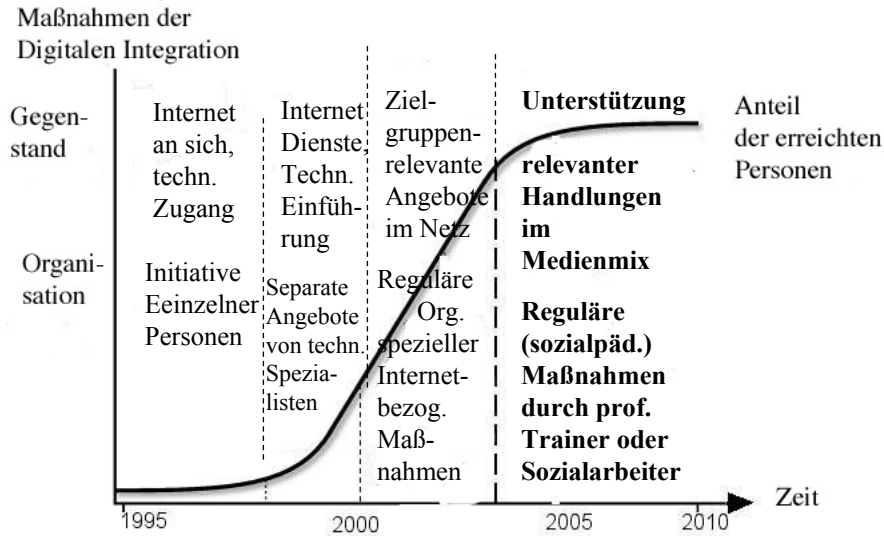 Maßnahmen der
Digitalen Integration
Gegen-
stand
Internet
an sich,
techn.
Zugang
Internet
Dienste,
Techn.
Einfüh-
rung
Ziel-
gruppen-
relevante
Angebote
im Netz
Unterstützung
relevanter
Handlungen
im
Medienmix
Anteil
der erreichten
Personen
Organi-
sation
Initiative
Eeinzelner
Personen
Separate
Angebote
von techn.
Spezia-
listen
Reguläre
Org.
spezieller
Internet-
bezog.
Maß-
nahmen
Reguläre
(sozialpäd.)
Maßnahmen
durch prof.
Trainer oder
Sozialarbeiter
Zeit
1995
2000
2005
2010